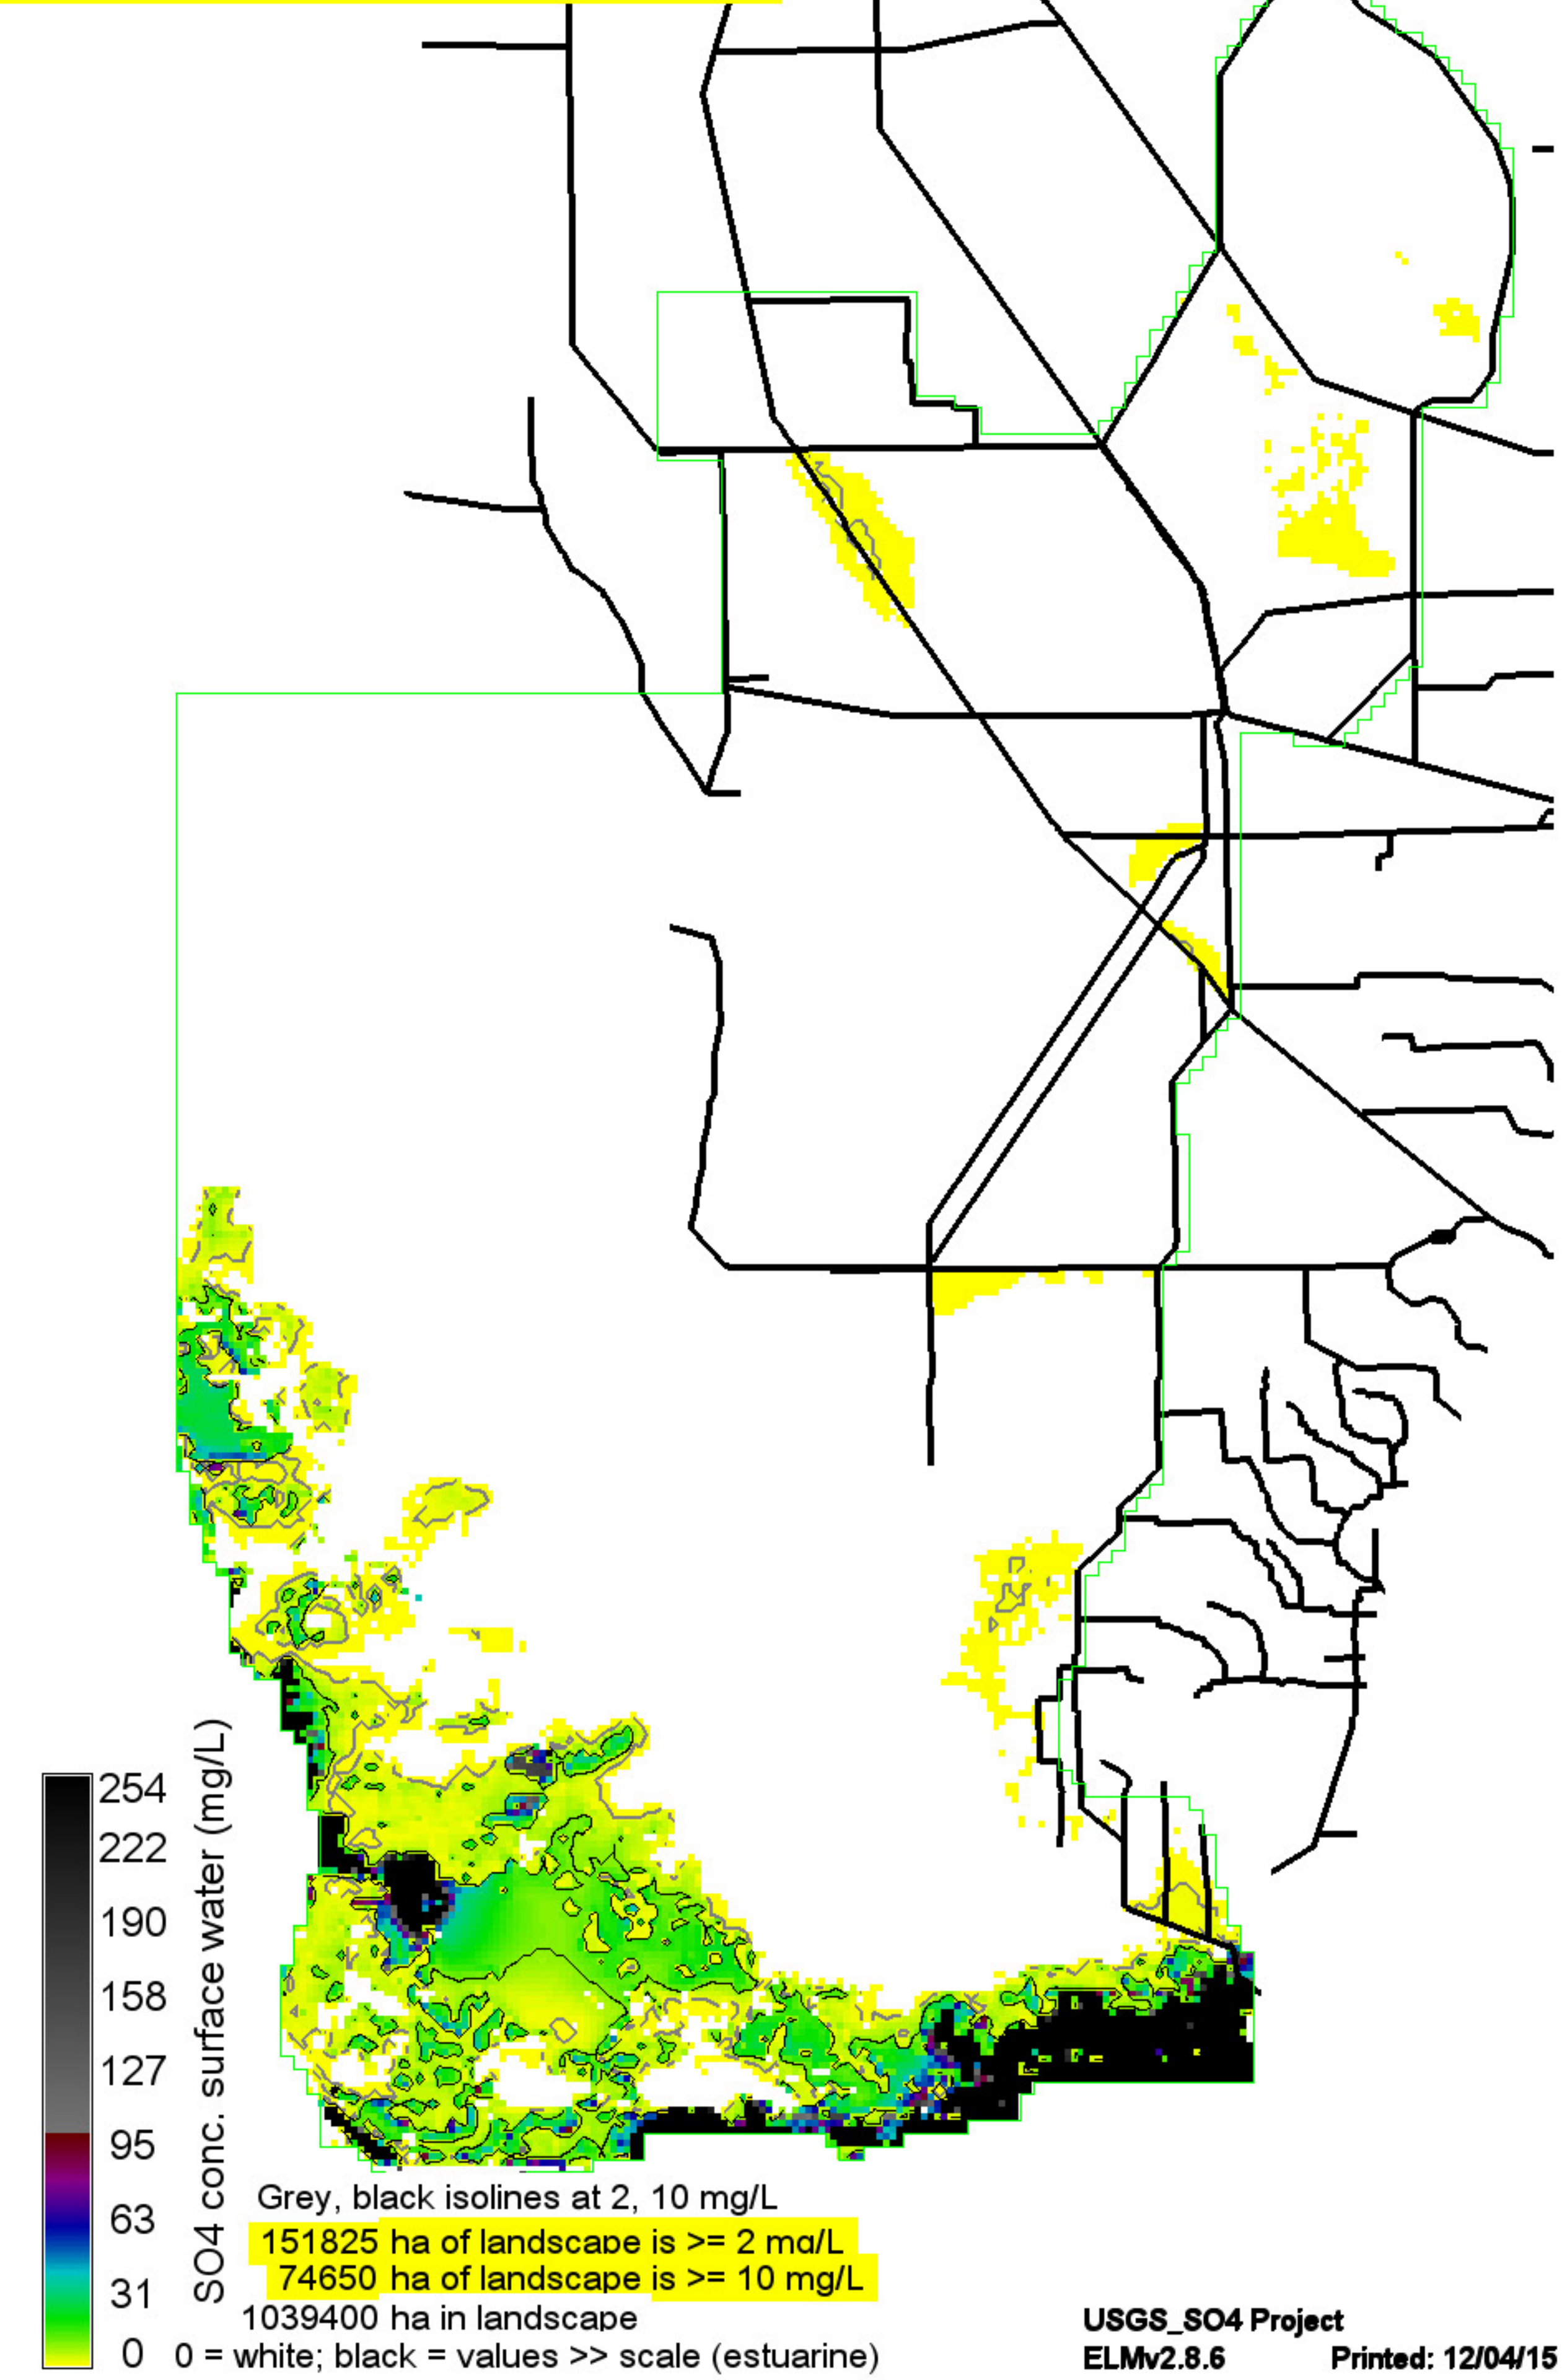 254
222
190
158
127
95
63
31
0
SO4 conc. surface water (mg/L)
Grey, black isolines at 2, 10 mg/L
151825 ha of landscape is >= 2 mg/L
74650 ha of landscape is >= 10 mg/L
1039400 ha in landscape
0 = white; black = values >> scale (estuarine)
USGS_SO4 Project
ELMv2.8.6 Printed: 12/04/15